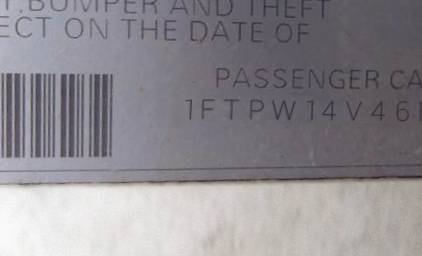 T, BUMPER AND THEFT
ECT ON THE DATE OF
PASSENGER CA
1FTPW14V46